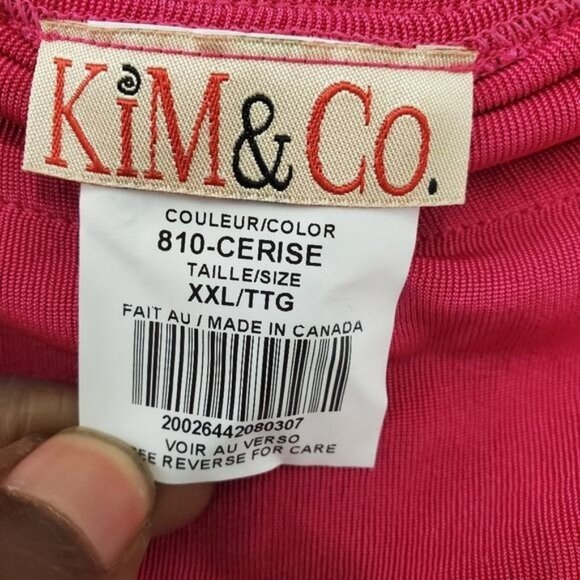 KiM&Co.
COULEUR/COLOR
810-CERISE
TAILLE/SIZE
XXL/TTG
FAIT AU / MADE IN CANADA
20026442080307
VOIR AU VERSO
REVERSE FOR CARE